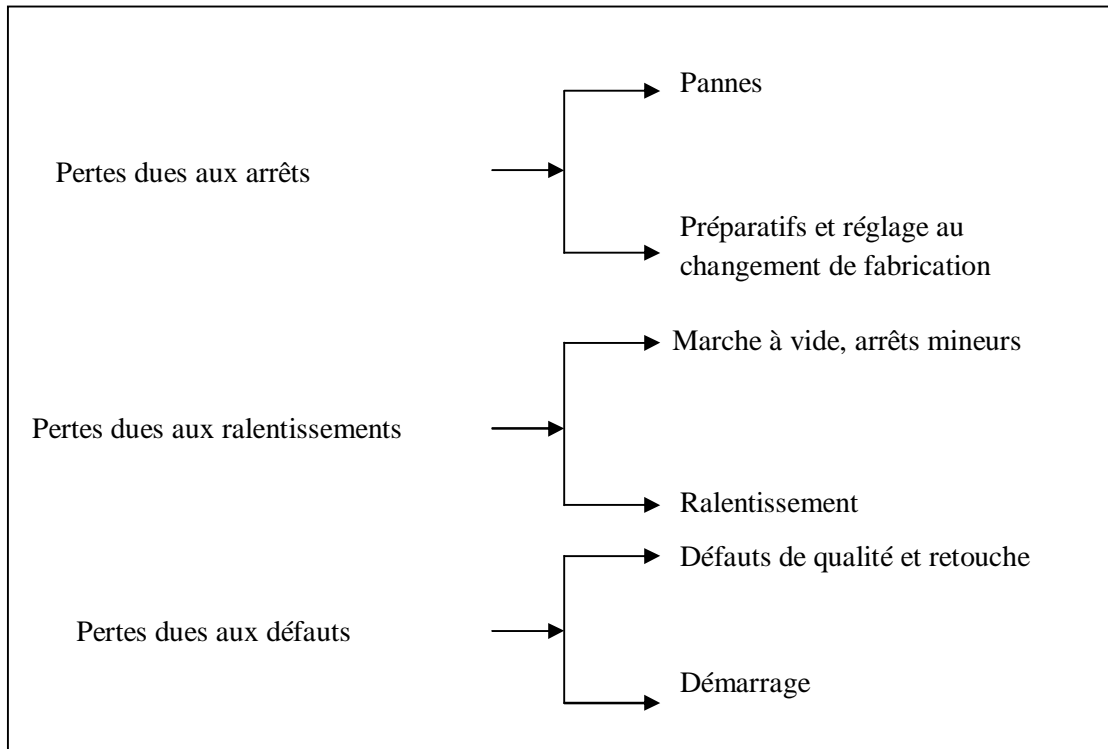 Pertes dues aux arrêts
Pannes
Préparatifs et réglage au
changement de fabrication
Pertes dues aux ralentissements
Marche à vide, arrêts mineurs
Ralentissement
Pertes dues aux défauts
Défauts de qualité et retouche
Démarrage